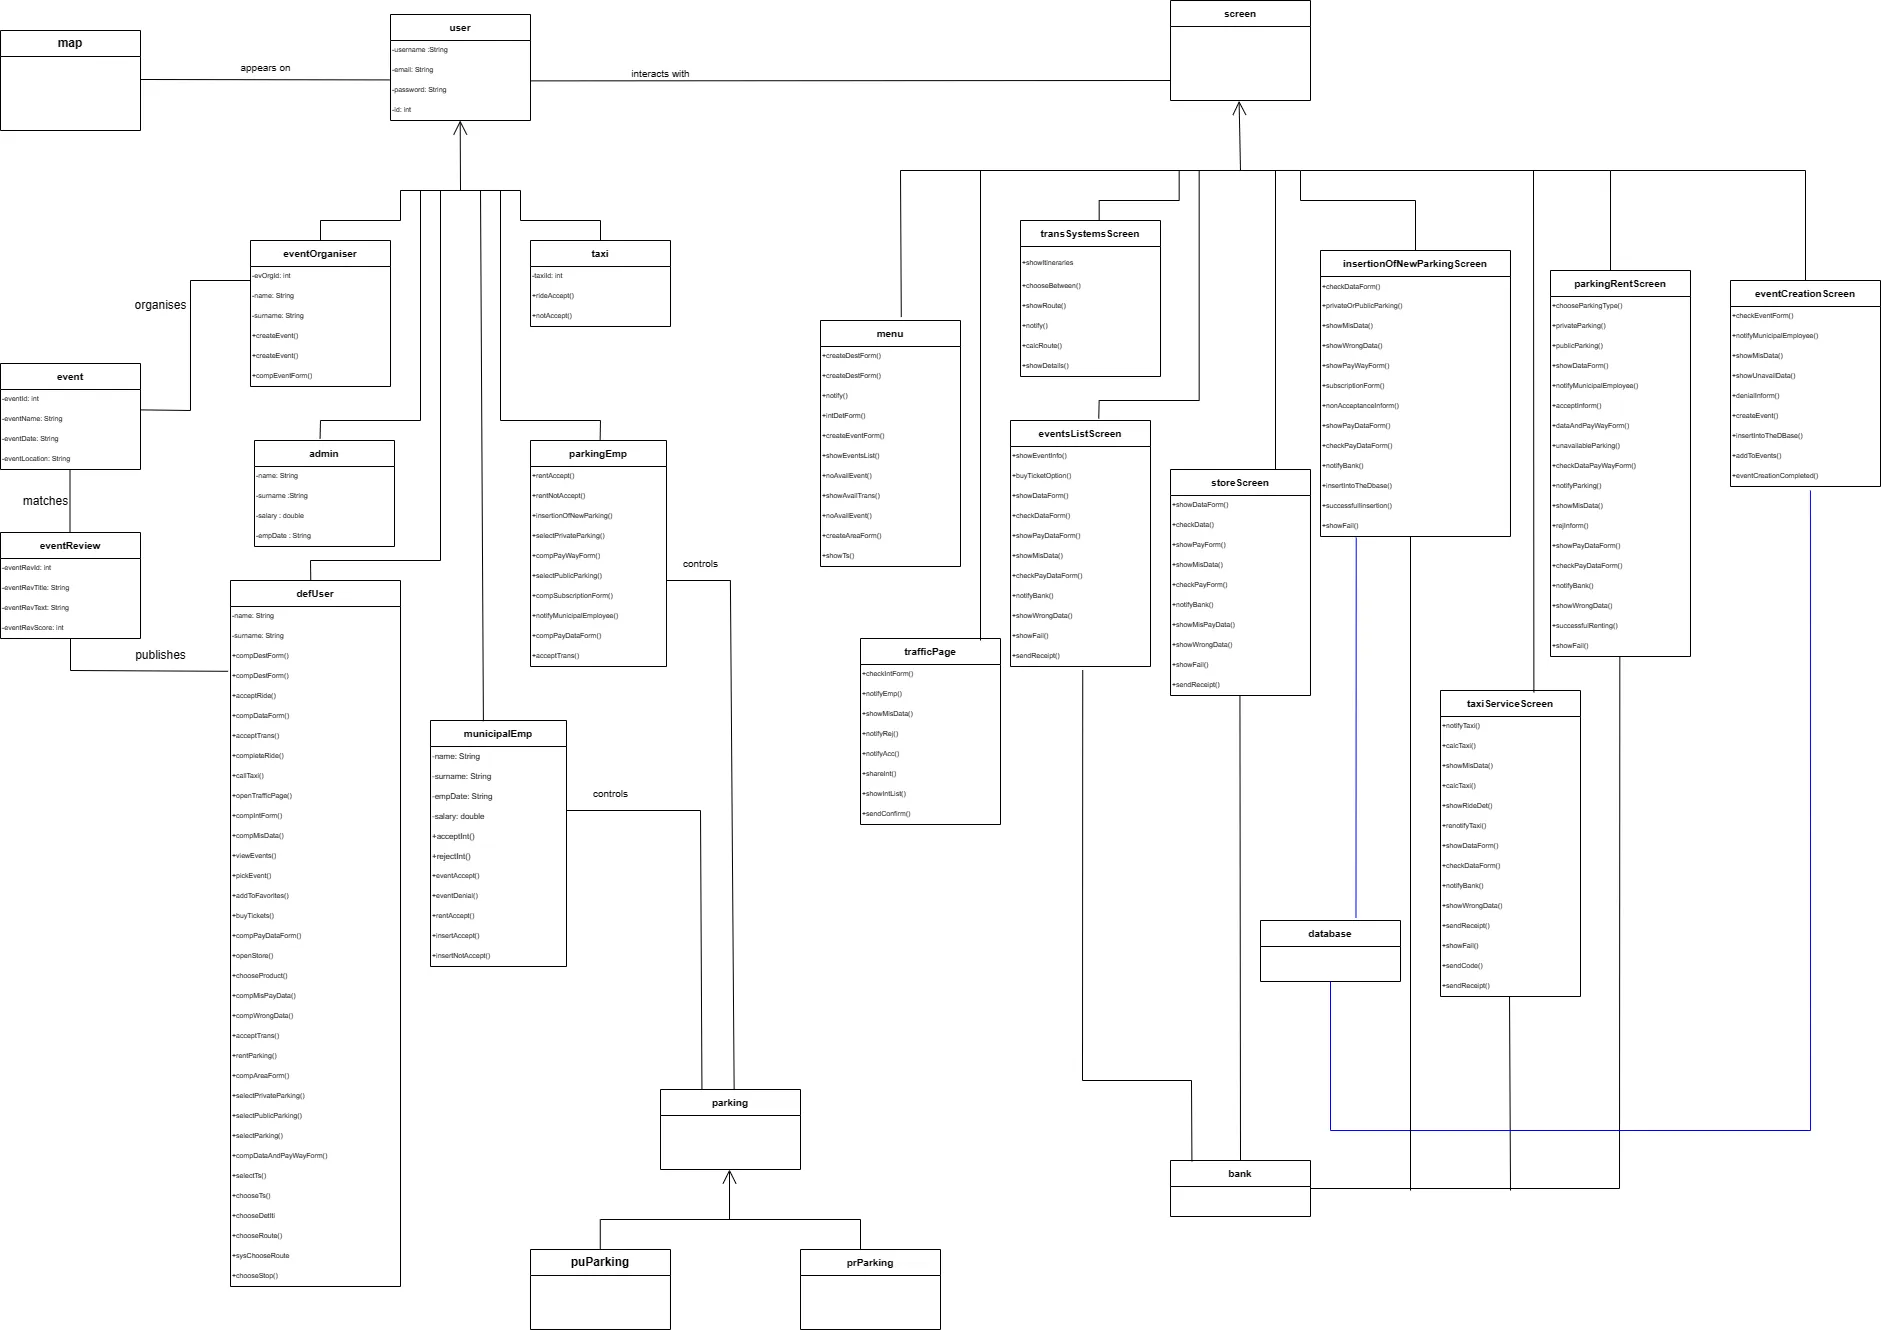 map
appears on
user
-username :String
-email: String
-password: String
-id: int
interacts with
screen
eventOrganiser
-evOrgId: int
-name: String
-surname: String
+createEvent()
+createEvent()
+compEventForm()
taxi
-taxiId: int
+rideAccept()
+notAccept()
organises
event
-eventId: int
-eventName: String
-eventDate: String
-eventLocation: String
matches
eventReview
-eventRevId: int
-eventRevTitle: String
-eventRevText: String
-eventRevScore: int
publishes
admin
-name: String
-surname :String
-salary : double
-empDate : String
parkingEmp
+rentAccept()
+rentNotAccept()
+insertionOfNewParking()
+selectPrivateParking()
+compPayWayForm()
+selectPublicParking()
+compSubscriptionForm()
+notifyMunicipalEmployee()
+compPayDataForm()
+acceptTrans()
controls
defUser
-name: String
-surname: String
+compDestForm()
+compDestForm()
+acceptRide()
+compDataForm()
+acceptTrans()
+completeRide()
+callTaxi()
+openTrafficPage()
+compIntForm()
+compMisData()
+viewEvents()
+pickEvent()
+addToFavorites()
+buyTickets()
+compPayDataForm()
+openStore()
+chooseProduct()
+compMisPayData()
+compWrongData()
+acceptTrans()
+rentParking()
+compAreaForm()
+selectPrivateParking()
+selectPublicParking()
+selectParking()
+compDataAndPayWayForm()
+selectTs()
+chooseTs()
+chooseDetIti
+chooseRoute()
+sysChooseRoute
+chooseStop()
municipalEmp
-name: String
-surname: String
-empDate: String
-salary: double
+acceptInt()
+rejectInt()
+eventAccept()
+eventDenial()
+rentAccept()
+insertAccept()
+insertNotAccept()
controls
parking
puParking
prParking
menu
+createDestForm()
+createDestForm()
+notify()
+intDetForm()
+createEventForm()
+showEventsList()
+noAvailEvent()
+showAvailTrans()
+noAvailEvent()
+createAreaForm()
+showTs()
transSystemsScreen
+showItineraries
+chooseBetween()
+showRoute()
+notify()
+calcRoute()
+showDetails()
eventsListScreen
+showEventInfo()
+buyTicketOption()
+showDataForm()
+checkDataForm()
+showPayDataForm()
+showMisData()
+checkPayDataForm()
+notifyBank()
+showWrongData()
+showFail()
+sendReceipt()
trafficPage
+checkIntForm()
+notifyEmp()
+showMisData()
+notifyRej()
+notifyAcc()
+shareInt()
+showIntList()
+sendConfirm()
storeScreen
+showDataForm()
+checkData()
+showPayForm()
+showMisData()
+checkPayForm()
+notifyBank()
+showMisPayData()
+showWrongData()
+showFail()
+sendReceipt()
insertionOfNewParkingScreen
+checkDataForm()
+privateOrPublicParking()
+showMisData()
+showWrongData()
+showPayWayForm()
+subscriptionForm()
+nonAcceptanceInform()
+showPayDataForm()
+checkPayDataForm()
+notifyBank()
+insertIntoTheDbase()
+successfullInsertion()
+showFail()
parkingRentScreen
+chooseParkingType()
+privateParking()
+publicParking()
+showDataForm()
+notifyMunicipalEmployee()
+acceptInform()
+dataAndPayWayForm()
+unavailableParking()
+checkDataPayWayForm()
+notifyParking()
+showMisData()
+rejInform()
+showPayDataForm()
+checkPayDataForm()
+notifyBank()
+showWrongData()
+successfulRenting()
+showFail()
eventCreationScreen
+checkEventForm()
+notifyMunicipalEmployee()
+showMisData()
+showUnavailData()
+denialInform()
+createEvent()
+insertIntoTheDBase()
+addToEvents()
+eventCreationCompleted()
taxiServiceScreen
+notifyTaxi()
+calcTaxi()
+showMisData()
+calcTaxi()
+showRideDet()
+renotifyTaxi()
+showDataForm()
+checkDataForm()
+notifyBank()
+showWrongData()
+sendReceipt()
+showFail()
+sendCode()
+sendReceipt()
database
bank